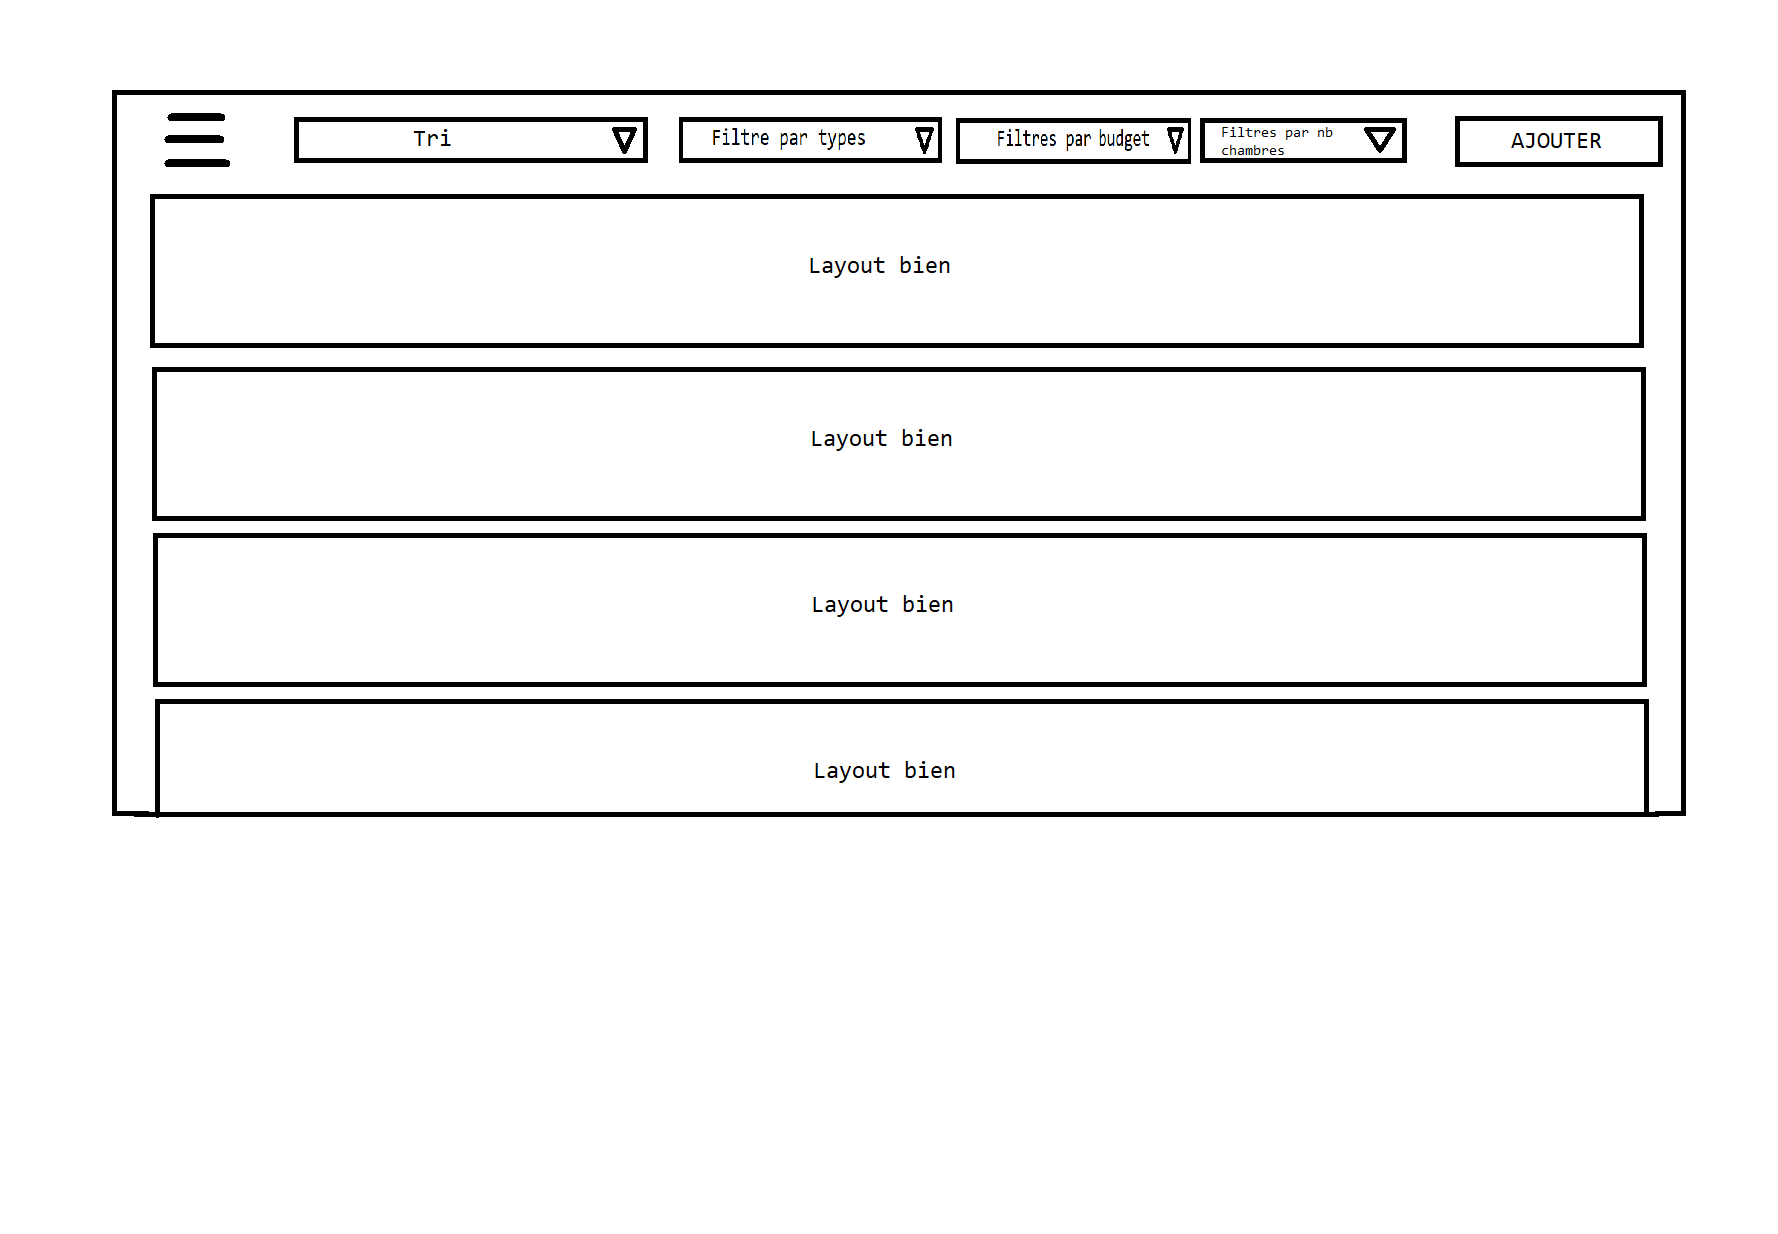 Tri
Filtre par types
Filtres par budget
Filtres par nb
chambres
AJOUTER
Layout bien
Layout bien
Layout bien
Layout bien